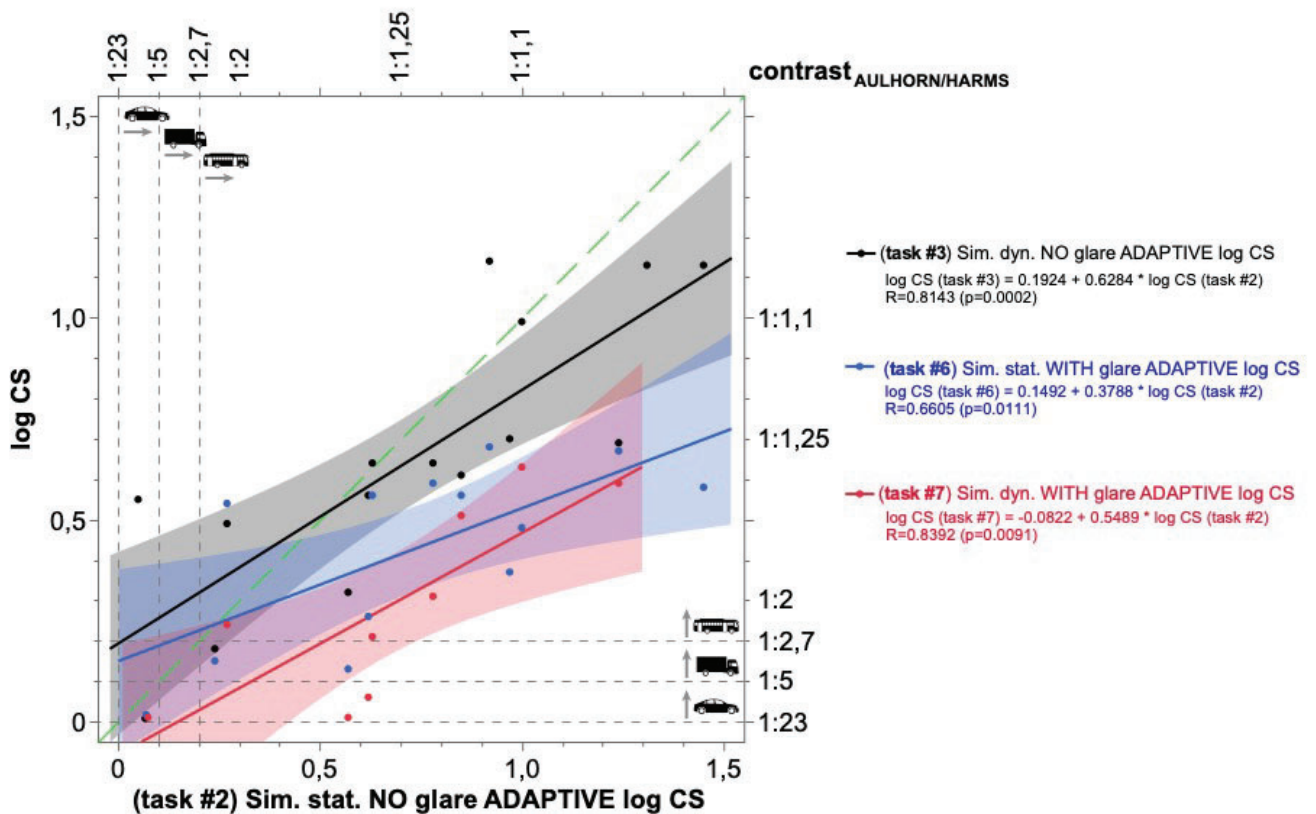 1:23
1:5
1:2,7
1:2
1:1,25
1:1,1
contrast AULHORN/HARMS
1,5
1,0
0,5
0
log CS
1:1,1
1:1,25
1:2
1:2,7
1:5
1:23
0
0,5
1,0
1,5
(task #2) Sim. stat. NO glare ADAPTIVE log CS
(task #3) Sim. dyn. NO glare ADAPTIVE log CS
log CS (task #3) = 0.1924 + 0.6284 * log CS (task #2)
R=0.8143 (p=0.0002)
(task #6) Sim. stat. WITH glare ADAPTIVE log CS
log CS (task #6) = 0.1492 + 0.3788 * log CS (task #2)
R=0.6605 (p=0.0111)
(task #7) Sim. dyn. WITH glare ADAPTIVE log CS
log CS (task #7) = -0.0822 + 0.5489 * log CS (task #2)
R=0.8392 (p=0.0091)